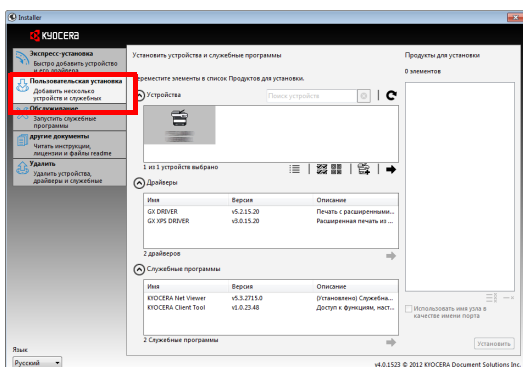 Installer
KYOCERA
Экспресс-установка
Быстро добавить устройство
и его драйвера
Пользовательская установка
Добавить несколько
устройств и служебных
Обслуживание
Запустить служебные
программы
другие документы
Читать инструкции,
лицензии и файлы readme
Удалить
Удалить устройства,
драйверы и служебные
Язык
Русский
Установить устройства и служебные программы
Переместите элементы в список Продуктов для установки.
Устройства
Поиск устройств
1 из 1 устройств выбрано
Драйверы
Имя Версия Описание
GX DRIVER v5.2.15.20 Печать с расширенными...
GX XPS DRIVER v3.0.15.20 Расширенная печать из ...
2 драйверов
Служебные программы
Имя Версия Описание
KYOCERA Net Viewer v5.3.2715.0 (Установлено) Служебна...
KYOCERA Client Tool v1.0.23.48 Доступ к функциям, наст...
2 Служебные программы
Продукты для установки
0 элементов
Использовать имя узла в
качестве имени порта
Установить
v4.0.1523 © 2012 KYOCERA Document Solutions Inc.